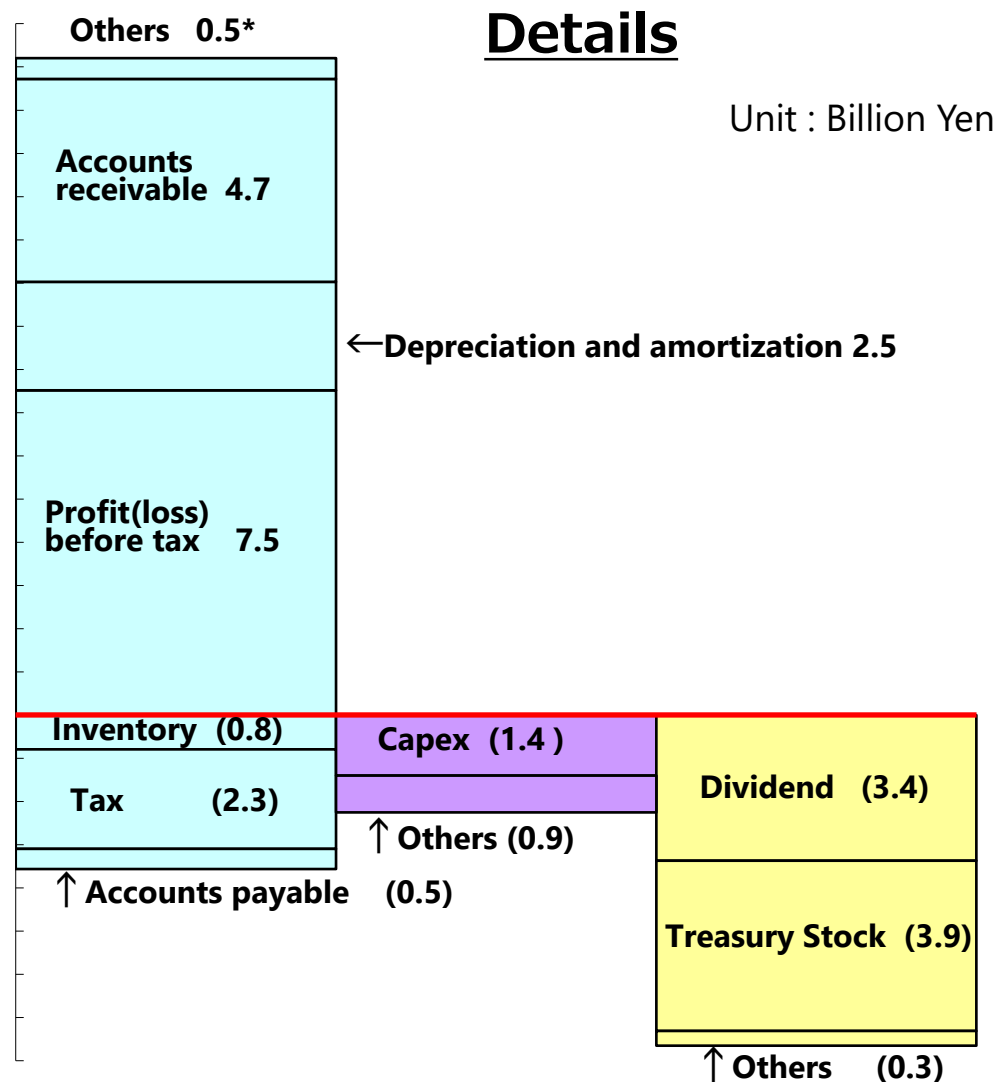 Details
Unit : Billion Yen
Others 0.5*
Accounts
receivable 4.7
←Depreciation and amortization 2.5
Profit(loss)
before tax 7.5
Inventory (0.8)
Tax (2.3)
↑Accounts payable (0.5)
Capex (1.4 )
↑Others (0.9)
Dividend (3.4)
Treasury Stock (3.9)
↑Others (0.3)